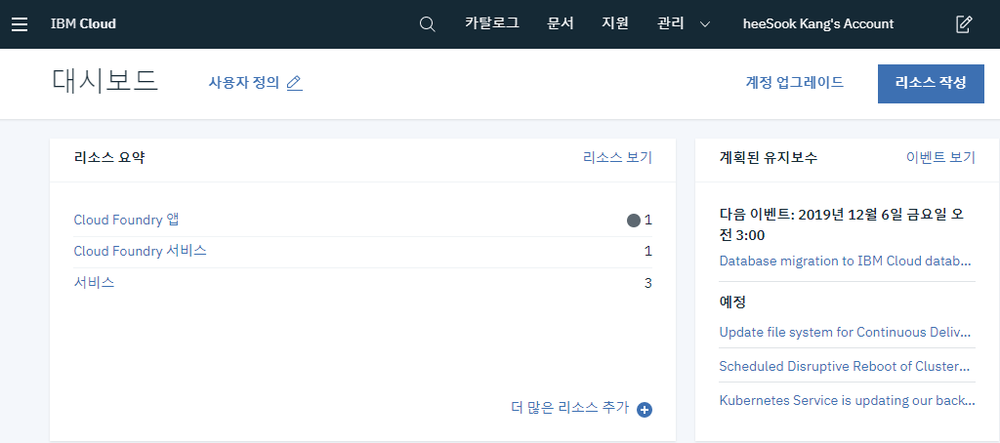 IBM Cloud 카탈로그 문서 지원 관리 heeSook Kang's Account
대시보드 사용자 정의 계정 업그레이드 리소스 작성
리소스 요약 리소스 보기
Cloud Foundry 앱 1
Cloud Foundry 서비스 1
서비스 3
더 많은 리소스 추가
계획된 유지보수 이벤트 보기
다음 이벤트: 2019년 12월 6일 금요일 오
전 3:00
Database migration to IBM Cloud datab...
예정
Update file system for Continuous Deliv...
Scheduled Disruptive Reboot of Cluster...
Kubernetes Service is updating our back...